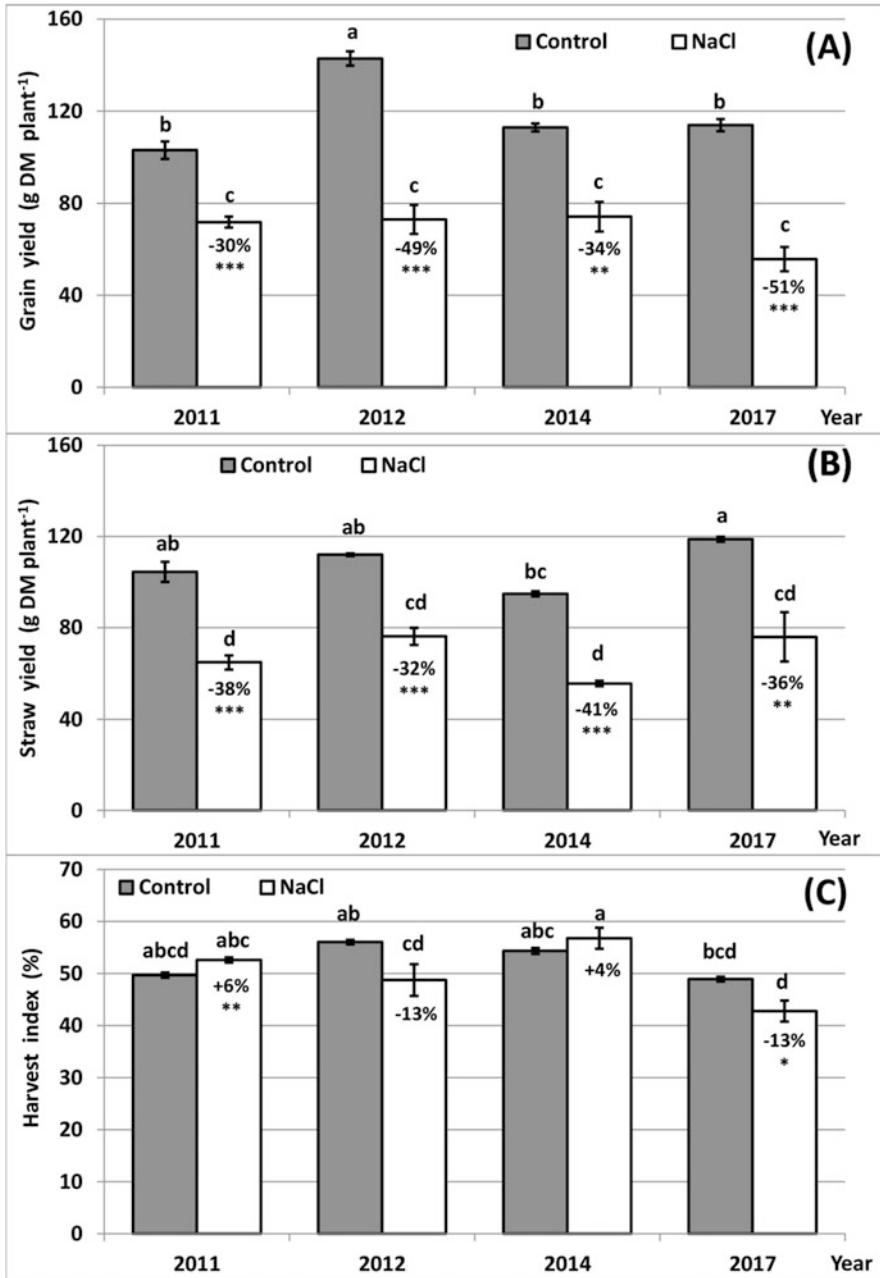 160
Control
NaCl
(A)
a
b
b
b
120
c
c
c
c
80
-30%
***
-49%
***
-34%
**
-51%
***
40
0
Grain yield (g DM plant-1)
2011
2012
2014
2017
Year
160
Control
NaCl
(B)
ab
ab
bc
a
120
d
cd
d
cd
80
-38%
***
-32%
***
-41%
***
-36%
**
40
0
Straw yield (g DM plant-1)
2011
2012
2014
2017
Year
70
Control
NaCl
(C)
60
abcd
abc
ab
cd
abc
a
bcd
d
50
+6%
**
-13%
+4%
-13%
*
40
30
20
10
0
Harvest index (%)
2011
2012
2014
2017
Year